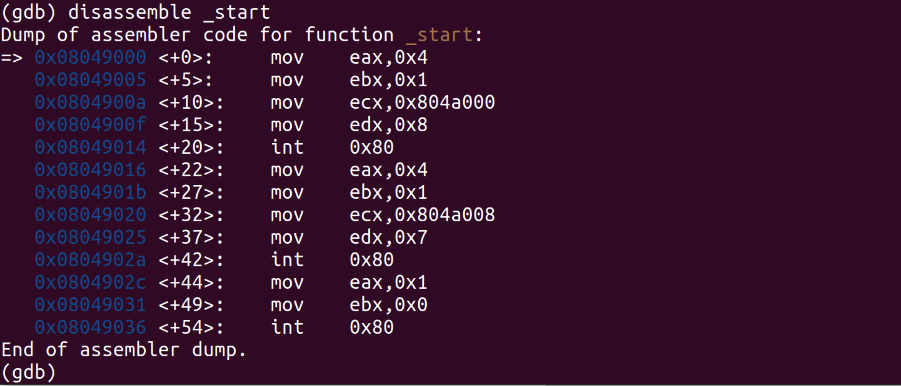 (gdb) disassemble _start
Dump of assembler code for function _start:
=> 0x08049000 <+0>:     mov    eax,0x4
   0x08049005 <+5>:     mov    ebx,0x1
   0x0804900a <+10>:    mov    ecx,0x804a000
   0x0804900f <+15>:    mov    edx,0x8
   0x08049014 <+20>:    int    0x80
   0x08049016 <+22>:    mov    eax,0x4
   0x0804901b <+27>:    mov    ebx,0x1
   0x08049020 <+32>:    mov    ecx,0x804a008
   0x08049025 <+37>:    mov    edx,0x7
   0x0804902a <+42>:    int    0x80
   0x0804902c <+44>:    mov    eax,0x1
   0x08049031 <+49>:    mov    ebx,0x0
   0x08049036 <+54>:    int    0x80
End of assembler dump.
(gdb)